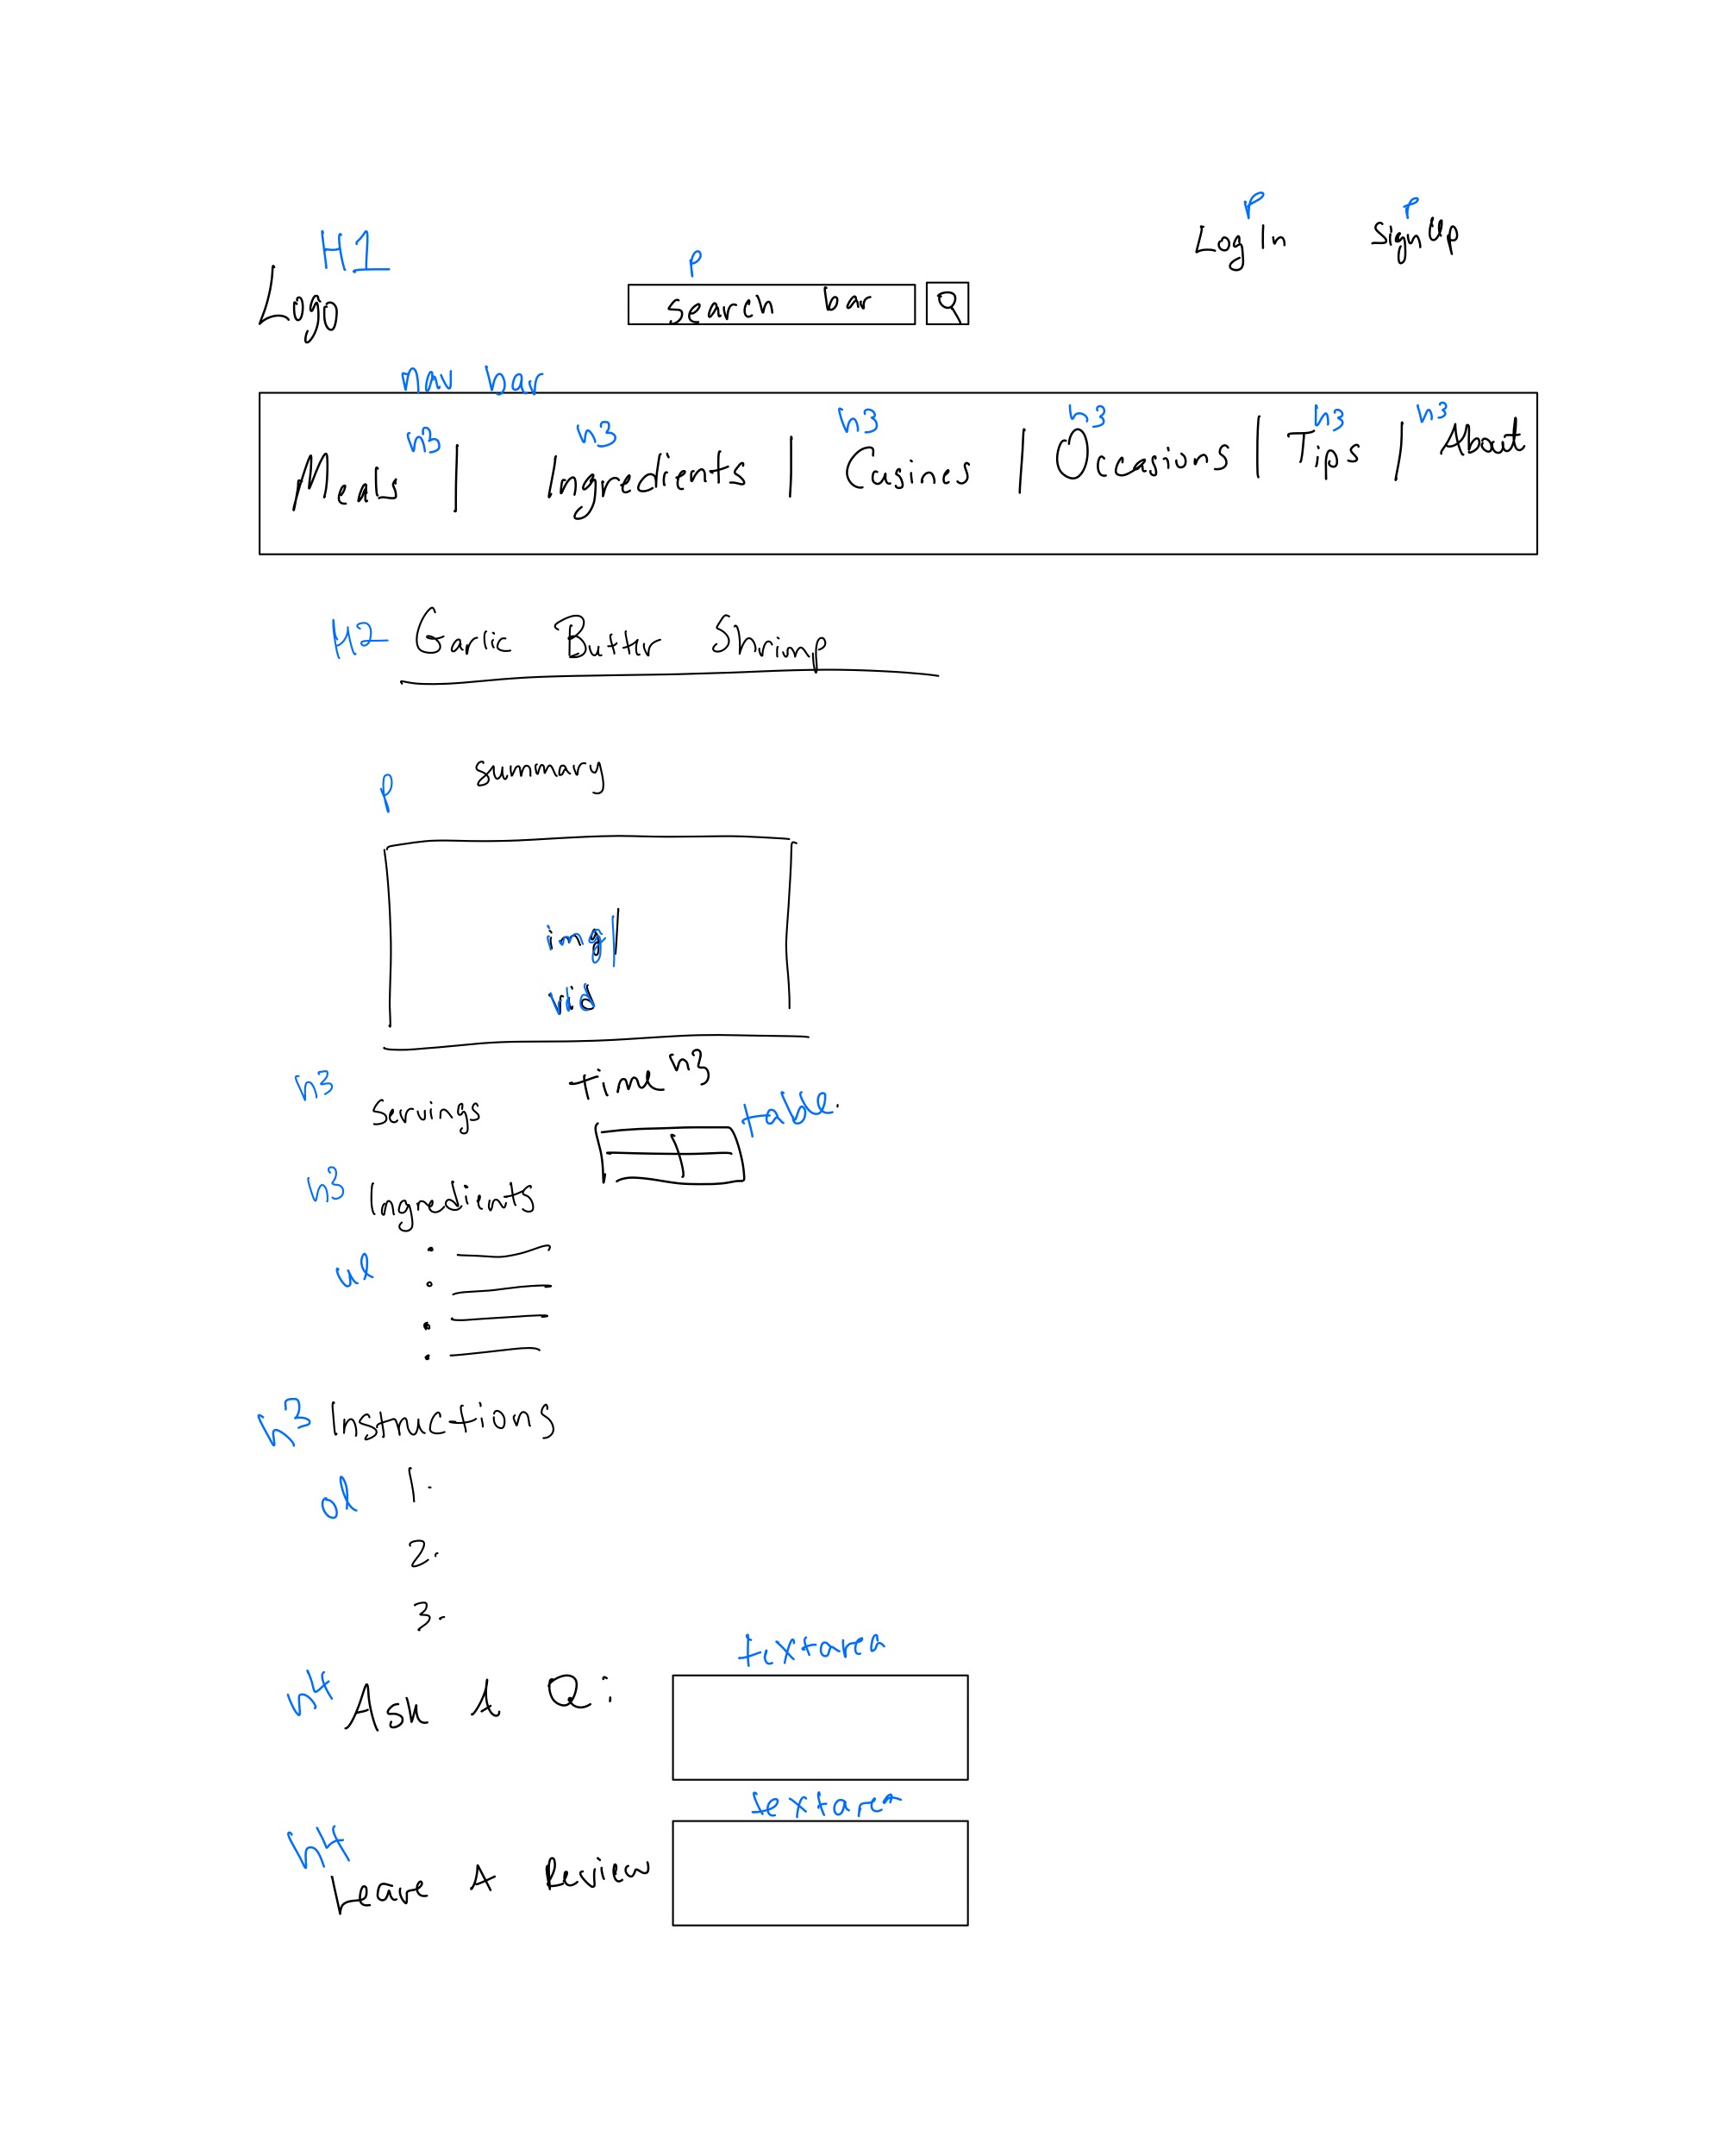 H1 p p p
Logo search bar Log In Sign Up
nav bar
h3 h3 h3 h3 h3 h3
Meals | Ingredients | Cusines | Occasions | Tips | About
H2 Garlic Butter Shrimp
p summary
img/
vid
h3 Servings time h3
table.
h3 Ingredients
ul
h3 Instructions
ol 1.
2.
3.
textarea
h4 Ask A Q:
textarea
h4
Leave A Review